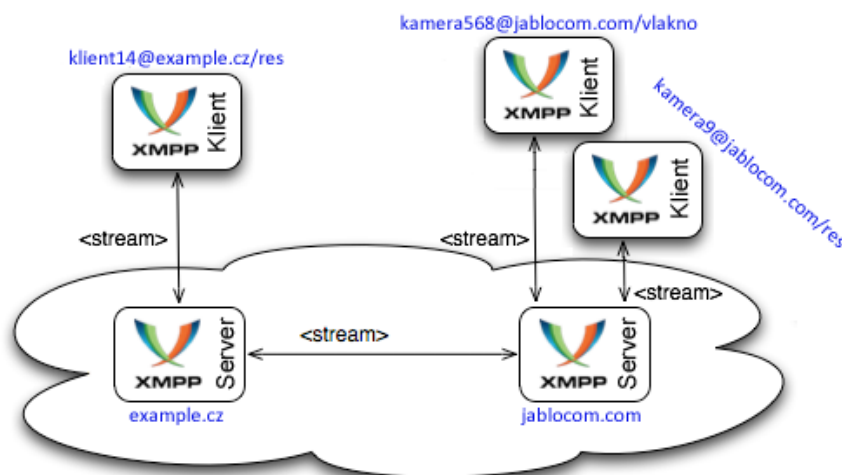 kamera568@jablocom.com/vlakno
klient14@example.cz/res
XMPP Klient
XMPP Klient
kamera9@jablocom.com/res
XMPP Klient
<stream>
<stream>
<stream>
<stream>
XMPP Server
XMPP Server
example.cz
jablocom.com